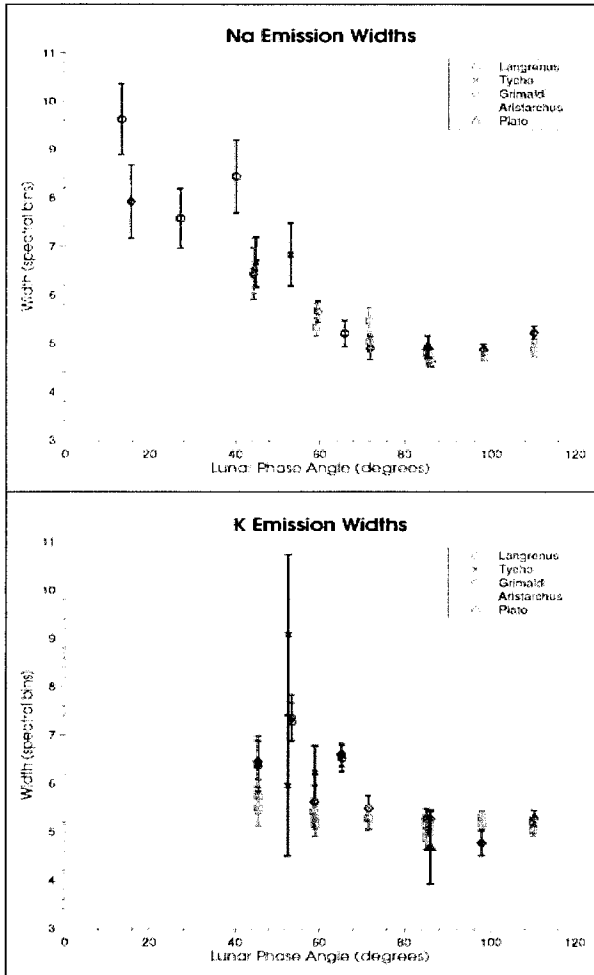 Na Emission Widths
11
10
9
8
7
6
5
4
3
Width (spectral bins)
0
20
40
60
80
100
120
Lunar Phase Angle (degrees)
Langrenus
Tycho
Grimald
Aristarchus
Plato
K Emission Widths
11
10
9
8
7
6
5
4
3
Width (spectral bins)
0
20
40
60
80
100
120
Lunar Phase Angle (degrees)
Langrenus
Tycho
Grimald
Aristarchus
Plato